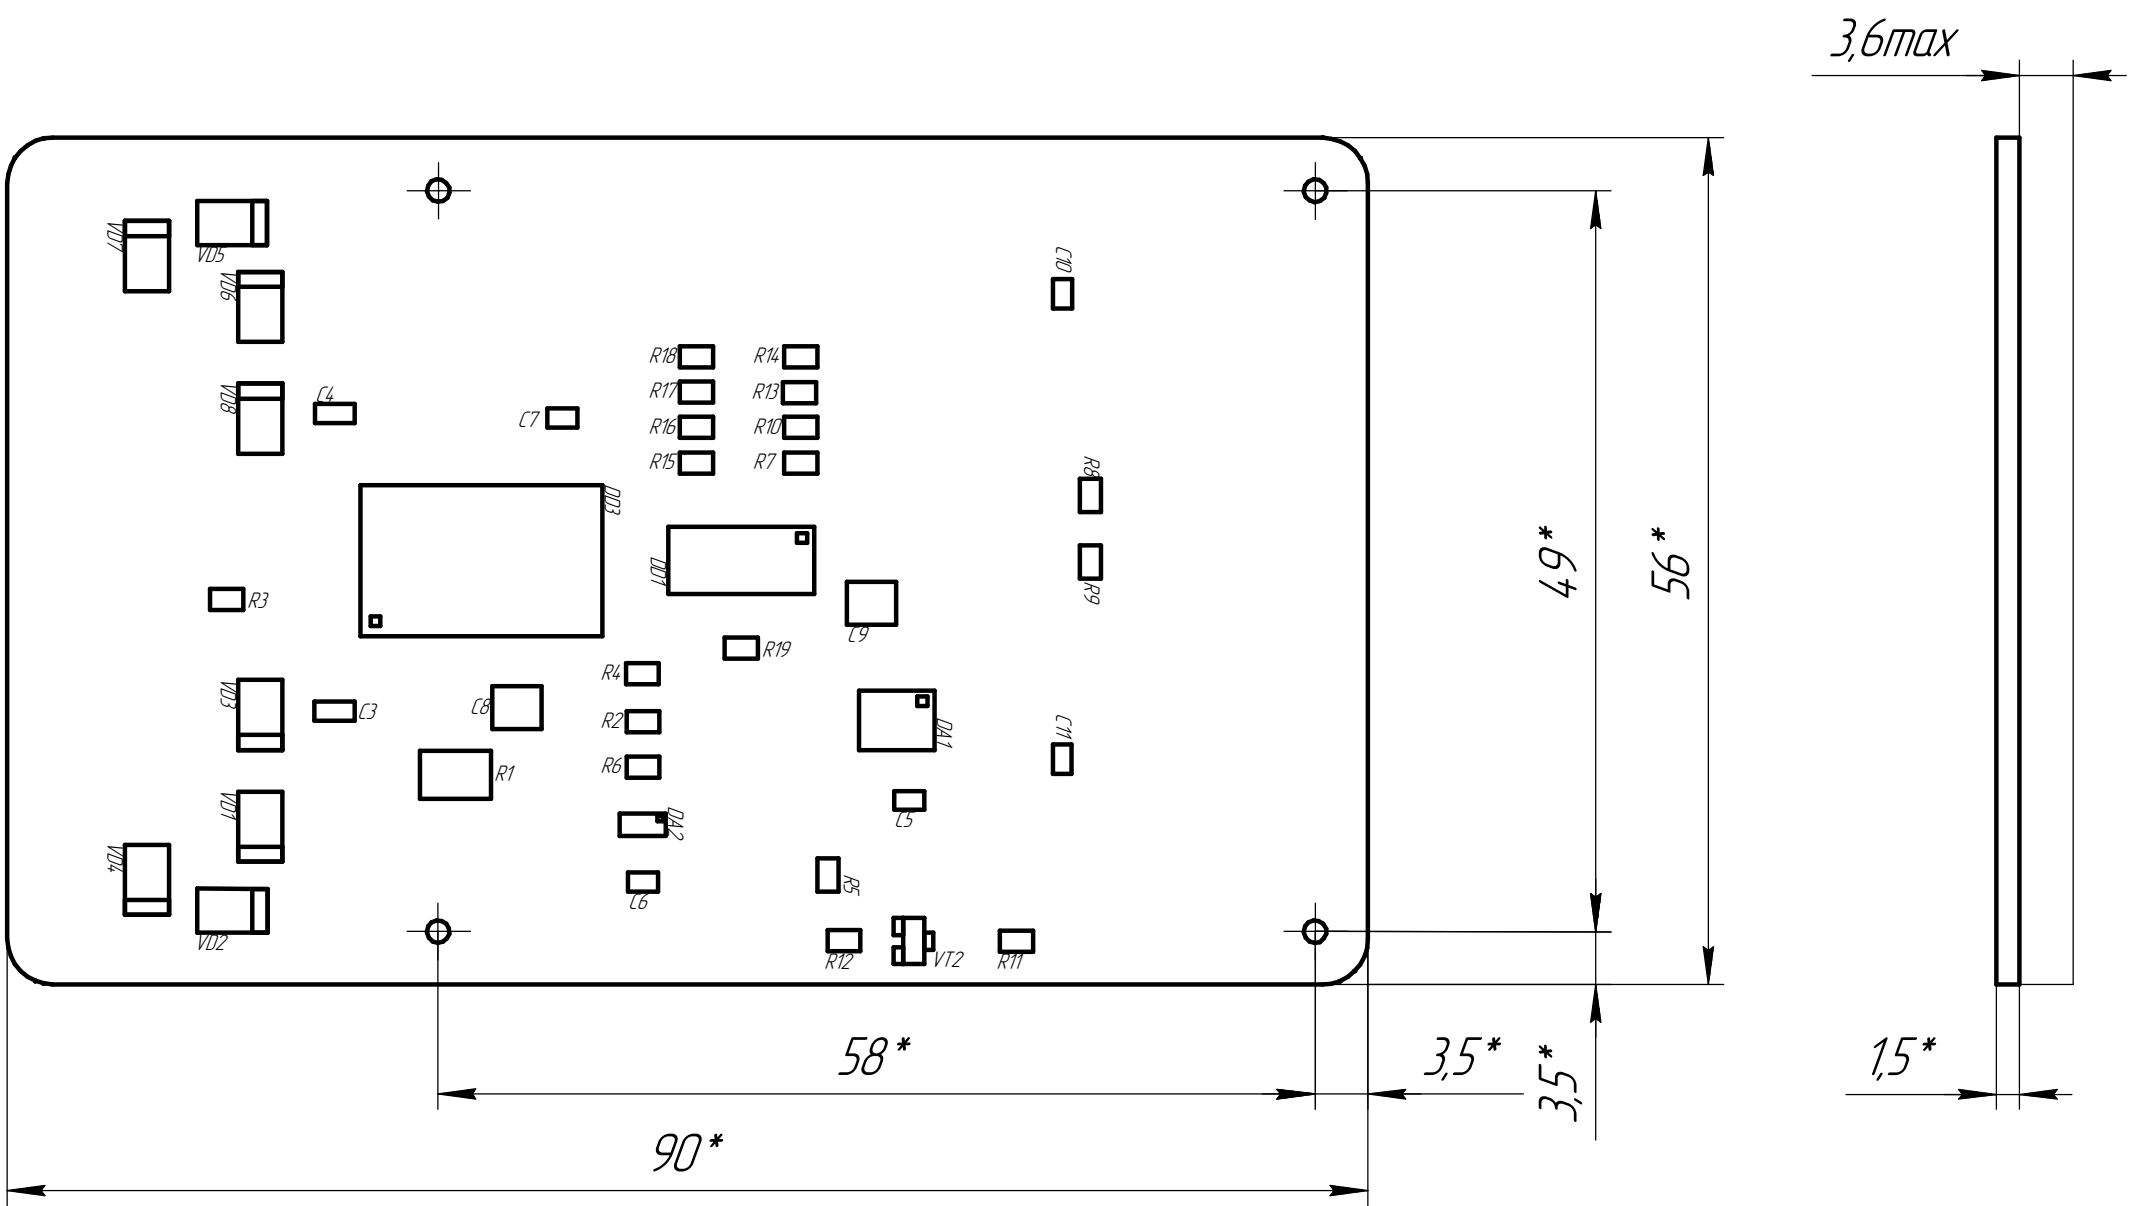 3,6max
VD7
VD5
VD6
C10
R18
R14
R17
R13
VD8
C4
C7
R16
R10
R15
R7
R8
DD3
49*
56*
DD1
R9
R3
C9
R19
R4
VD3
C3
C8
R2
DA1
C11
R6
R1
VD1
DA2
C5
VD4
R5
C6
VD2
R12
VT2
R11
58*
3,5*
3,5*
1,5*
90*